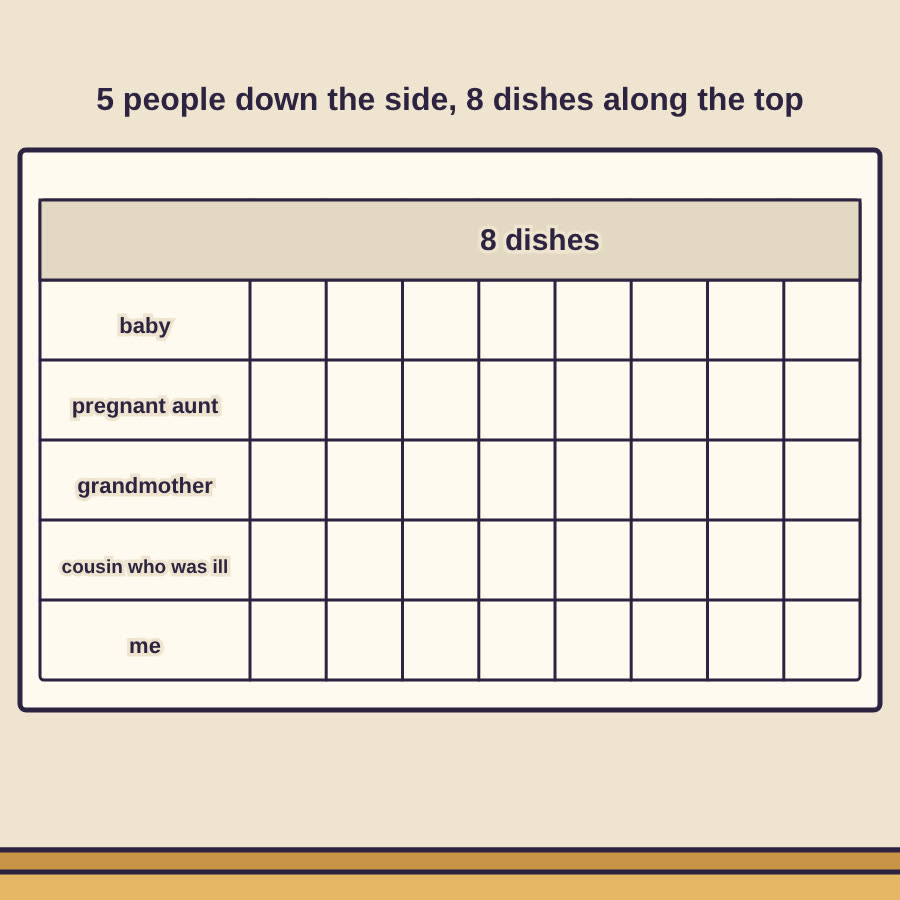 5 people down the side, 8 dishes along the top
8 dishes
baby
pregnant aunt
grandmother
cousin who was ill
me